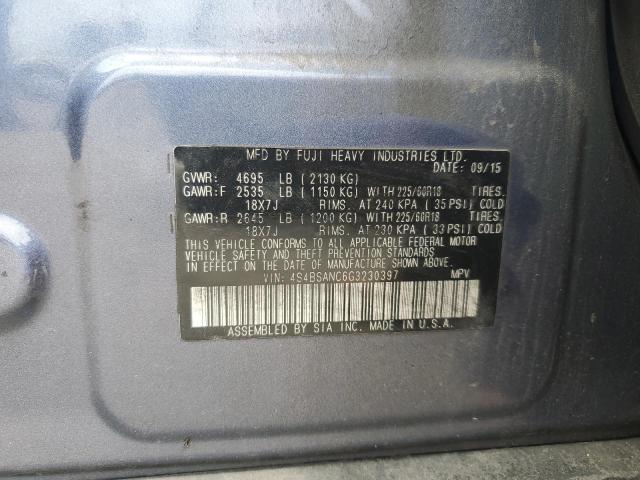 MFD BY FUJI HEAVY INDUSTRIES LTD.
DATE: 09/15
GVWR: 4695 LB ( 2130 KG)
GAWR:F 2535 LB ( 1150 KG) WITH 225/60R18 TIRES.
18X7J RIMS. AT 240 KPA ( 35 PSI) COLD
GAWR:R 2645 LB ( 1200 KG) WITH 225/60R18 TIRES.
18X7J RIMS. AT 230 KPA ( 33 PSI) COLD
THIS VEHICLE CONFORMS TO ALL APPLICABLE FEDERAL MOTOR
VEHICLE SAFETY AND THEFT PREVENTION STANDARDS
IN EFFECT ON THE DATE OF MANUFACTURE SHOWN ABOVE.
VIN: 4S4BSANC6G3230397 MPV
ASSEMBLED BY SIA INC. MADE IN U.S.A.